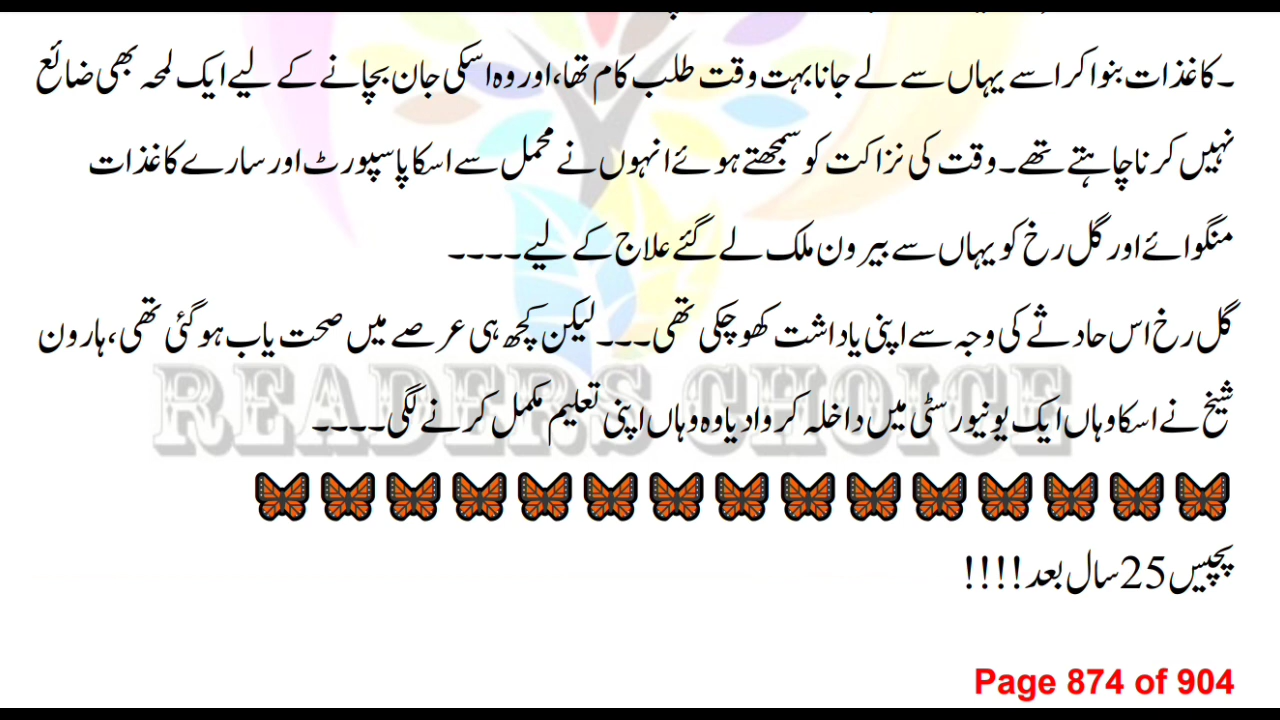 ۔کاغذات بنوا کر اسے یہاں سے لے جانا بہت وقت طلب کام تھا،اور وہ اسکی جان بچانے کے لیے ایک لمحہ بھی ضائع
نہیں کرنا چاہتے تھے۔ وقت کی نزاکت کو سمجھتے ہوئے انہوں نے محمل سے اسکا پاسپورٹ اور سارے کاغذات
منگوائے اور گل رخ کو یہاں سے بیرون ملک لے گئے علاج کے لیے۔۔۔۔
گل رخ اس حادثے کی وجہ سے اپنی یاداشت کھو چکی تھی۔۔۔ لیکن کچھ ہی عرصے میں صحت یاب ہو گئی تھی،ہارون
شیخ نے اسکا وہاں ایک یونیورسٹی میں داخلہ کروا دیا وہ وہاں اپنی تعلیم مکمل کرنے لگی۔۔۔۔
READERS CHOICE
🦋🦋🦋🦋🦋🦋🦋🦋🦋🦋🦋🦋🦋🦋🦋
پچیس 25 سال بعد!!!!
Page 874 of 904